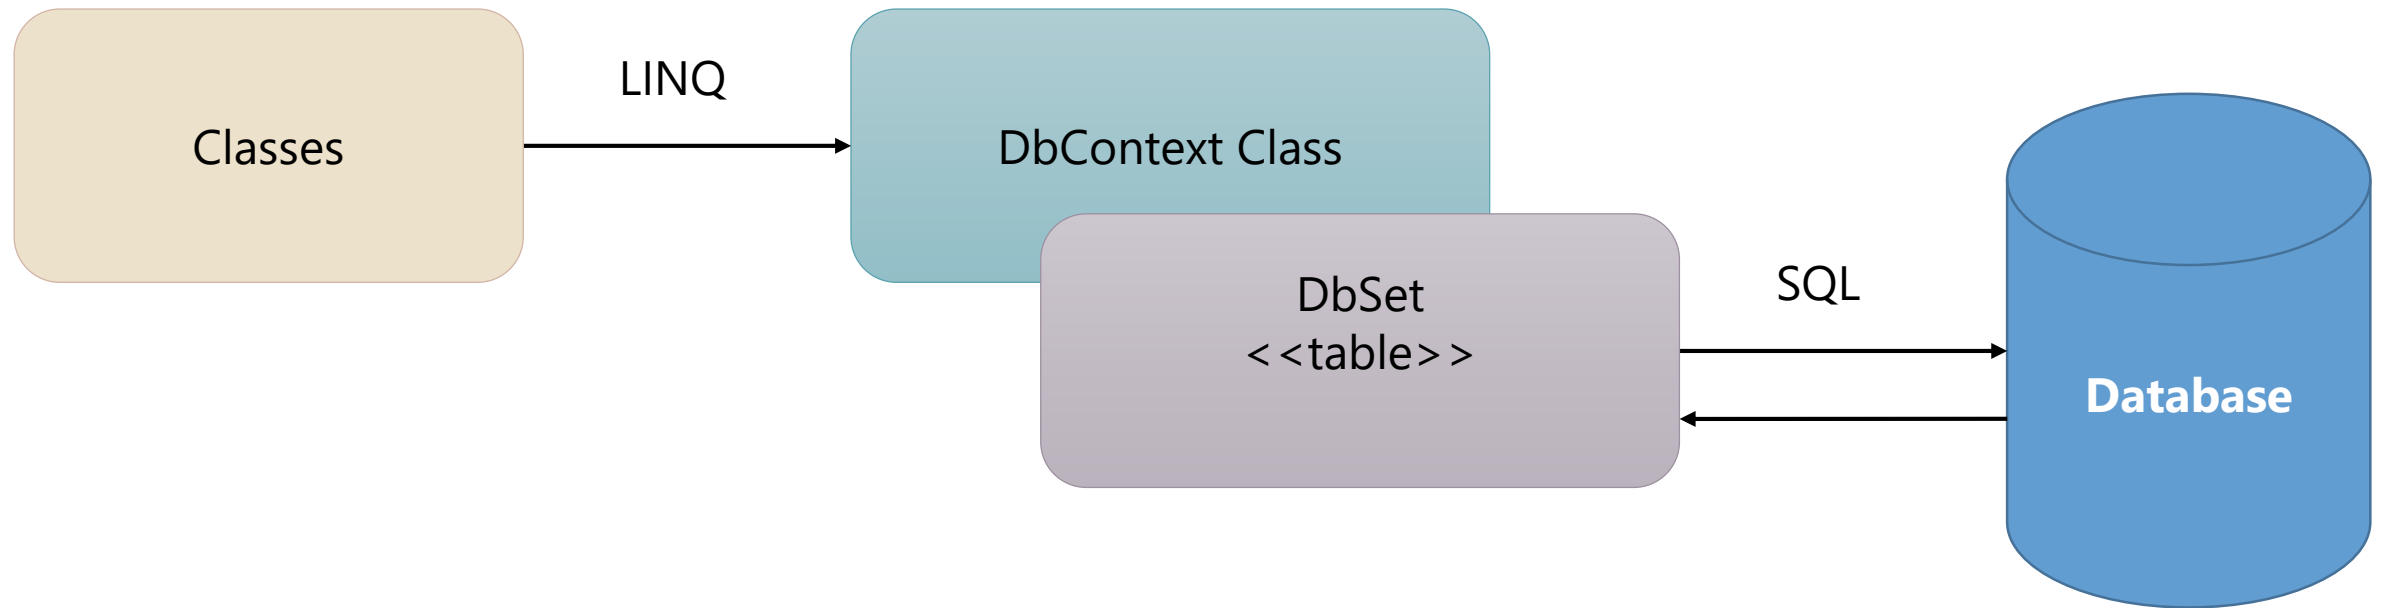 Classes
LINQ
DbContext Class
DbSet
<<table>>
SQL
Database